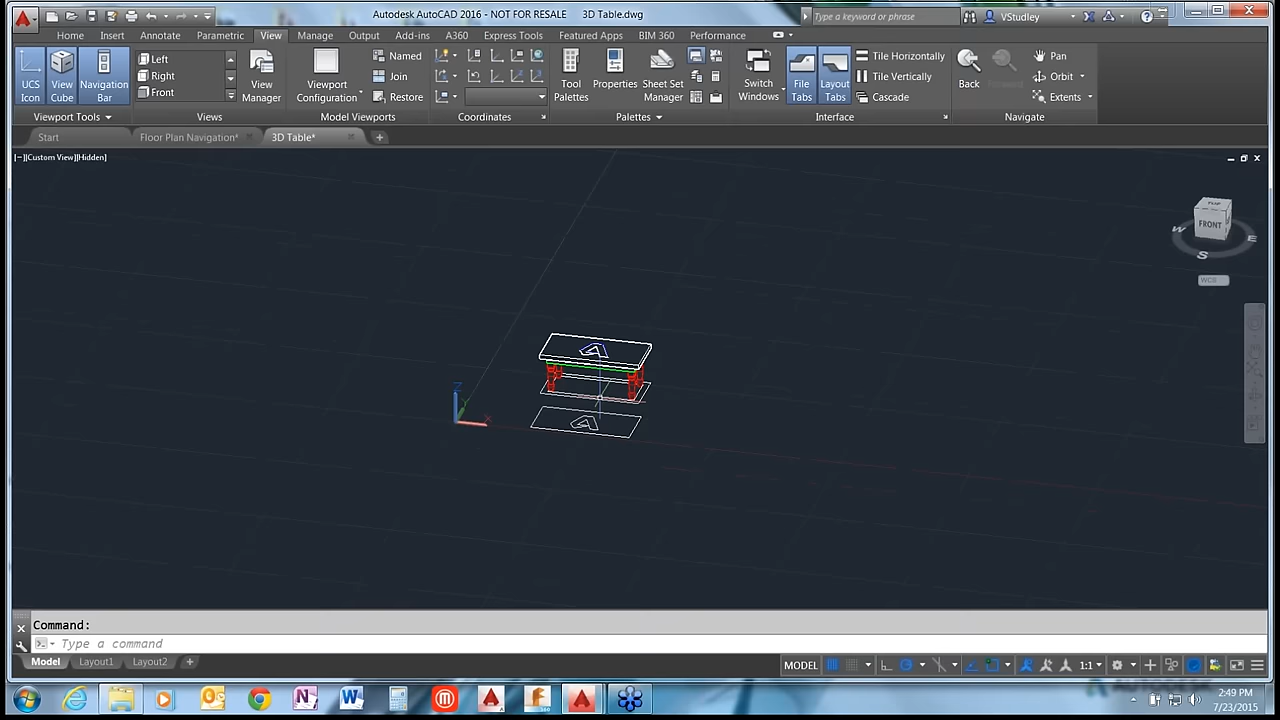 Autodesk AutoCAD 2016 - NOT FOR RESALE 3D Table.dwg
Type a keyword or phrase
VStudley
Home Insert Annotate Parametric View Manage Output Add-ins A360 Express Tools Featured Apps BIM 360 Performance
UCS Icon
View Cube
Navigation Bar
Viewport Tools
Left
Right
Front
View Manager
Views
Viewport Configuration
Named
Join
Restore
Model Viewports
Coordinates
Tool Palettes
Properties
Sheet Set Manager
Palettes
Switch Windows
File Tabs
Layout Tabs
Tile Horizontally
Tile Vertically
Cascade
Interface
Back
Forward
Pan
Orbit
Extents
Navigate
Start
Floor Plan Navigation*
3D Table*
[−][Custom View][Hidden]
TOP
FRONT
W
E
S
WCS
Z
X
Command:
Type a command
Model Layout1 Layout2
MODEL
1:1
2:49 PM
7/23/2015